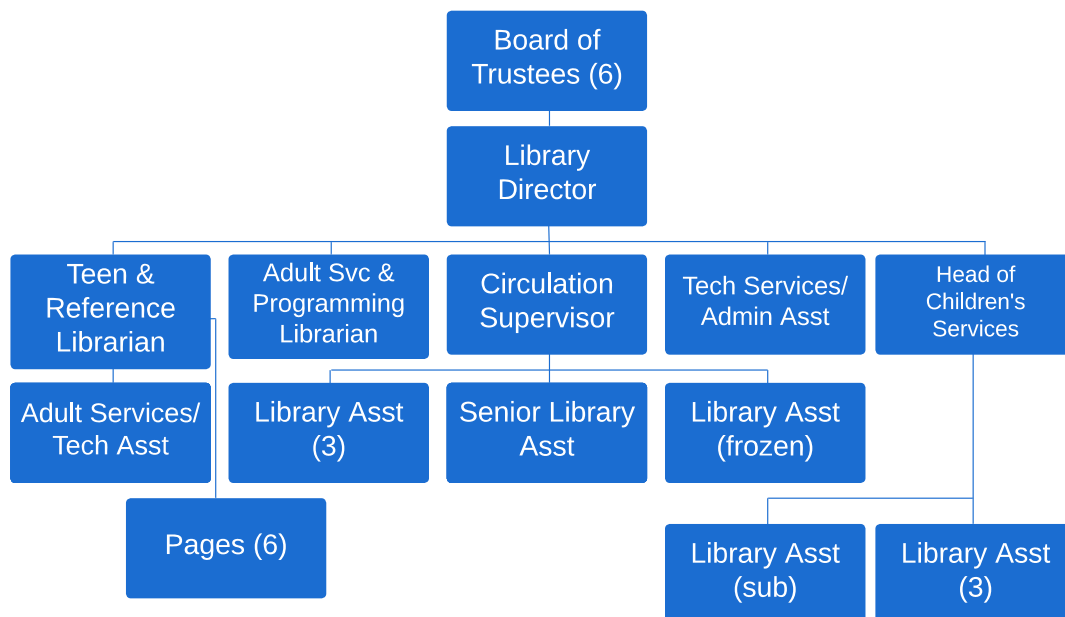 Board of
Trustees (6)
Library
Director
Teen &
Reference
Librarian
Adult Svc &
Programming
Librarian
Circulation
Supervisor
Tech Services/
Admin Asst
Head of
Children's
Services
Adult Services/
Tech Asst
Library Asst
(3)
Senior Library
Asst
Library Asst
(frozen)
Pages (6)
Library Asst
(sub)
Library Asst
(3)